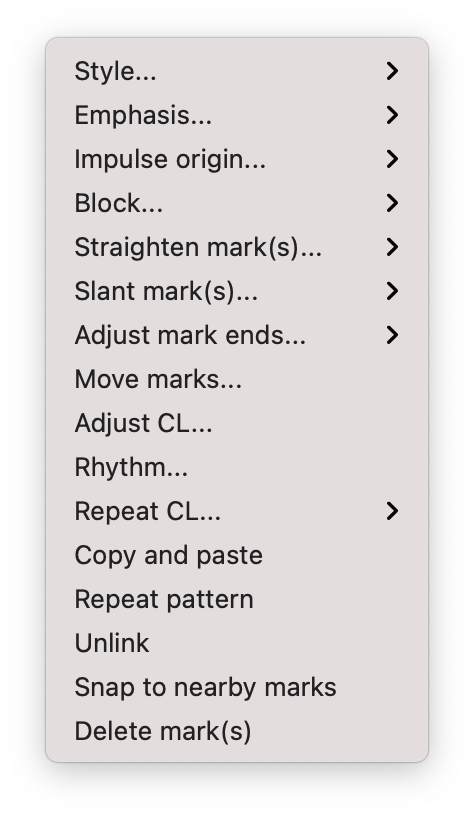 Style...
Emphasis...
Impulse origin...
Block...
Straighten mark(s)...
Slant mark(s)...
Adjust mark ends...
Move marks...
Adjust CL...
Rhythm...
Repeat CL...
Copy and paste
Repeat pattern
Unlink
Snap to nearby marks
Delete mark(s)